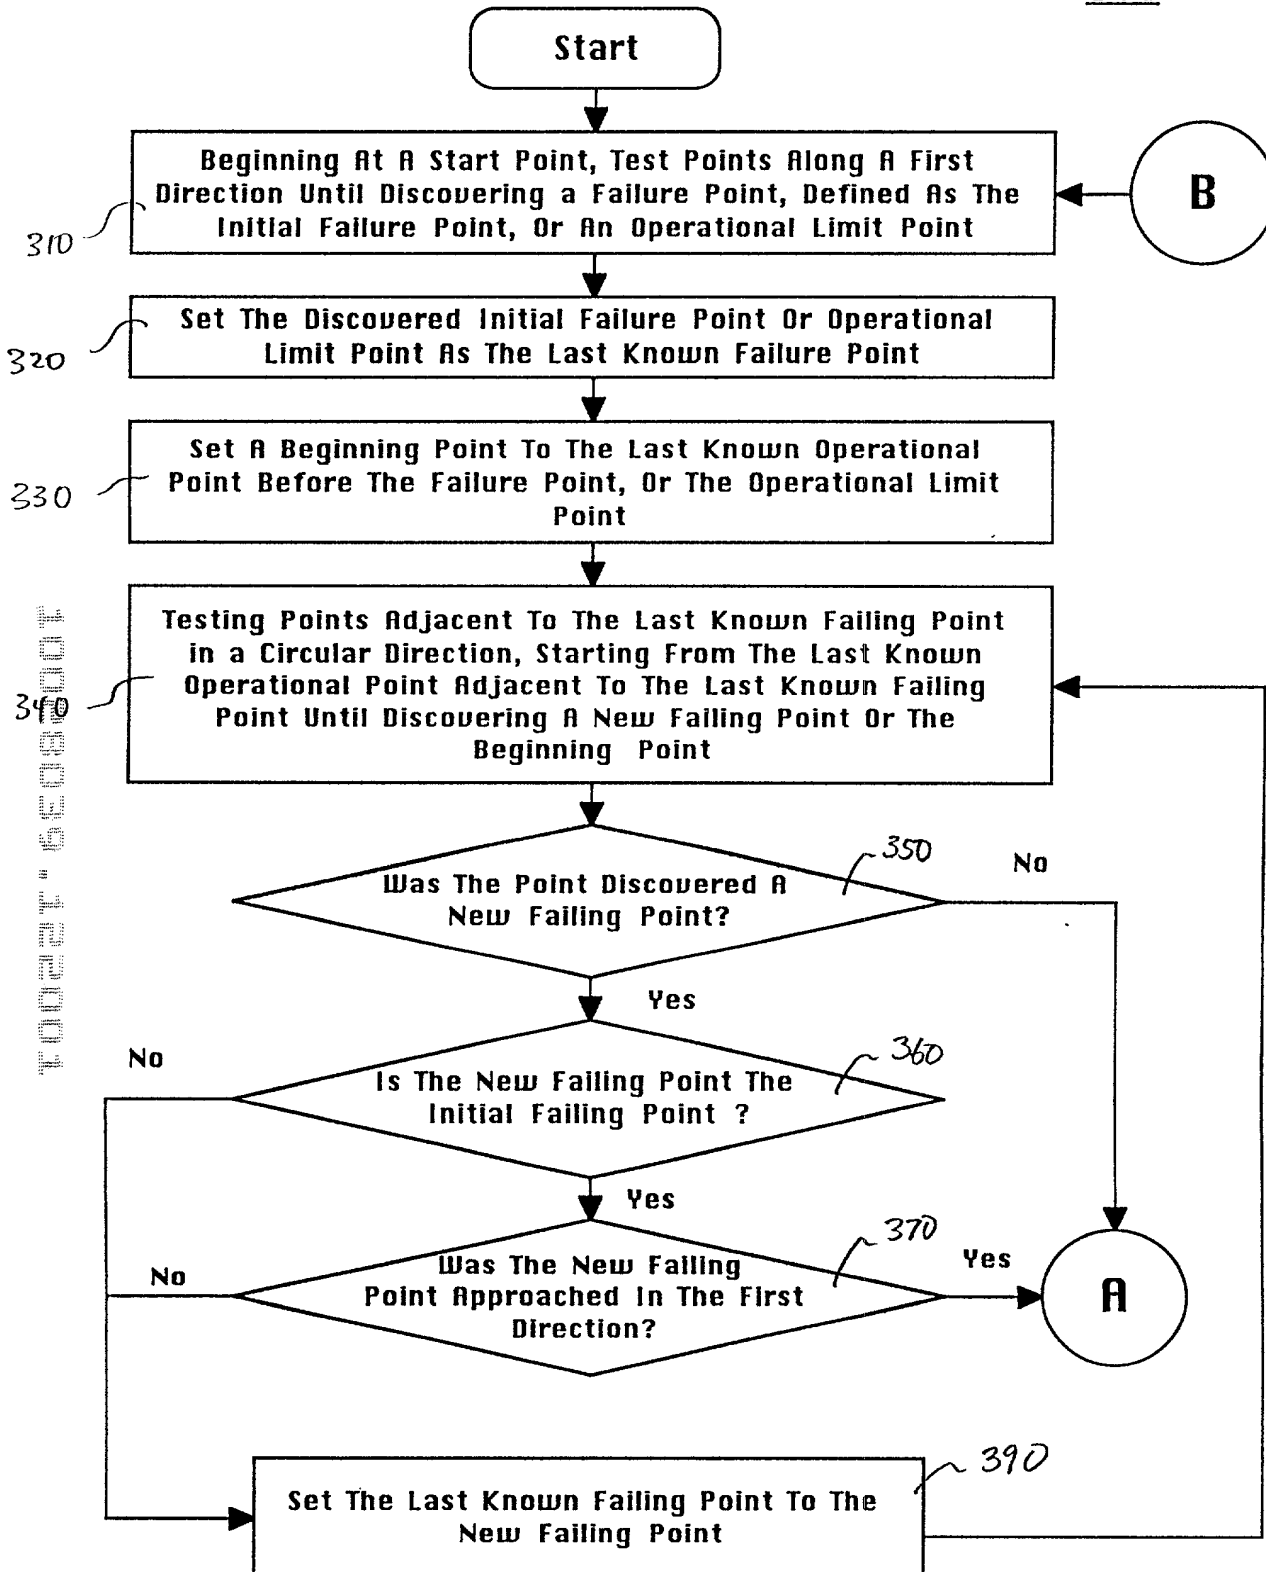 Start
Beginning At A Start Point, Test Points Along A First
Direction Until Discovering a Failure Point, Defined As The
Initial Failure Point, Or An Operational Limit Point
B
310
Set The Discovered Initial Failure Point Or Operational
Limit Point As The Last Known Failure Point
320
Set A Beginning Point To The Last Known Operational
Point Before The Failure Point, Or The Operational Limit
Point
330
Testing Points Adjacent To The Last Known Failing Point
in a Circular Direction, Starting From The Last Known
Operational Point Adjacent To The Last Known Failing
Point Until Discovering A New Failing Point Or The
Beginning Point
340
350
No
Was The Point Discovered A
New Failing Point?
Yes
No
360
Is The New Failing Point The
Initial Failing Point ?
Yes
370
No
Was The New Failing
Point Approached In The First
Direction?
Yes
A
390
Set The Last Known Failing Point To The
New Failing Point